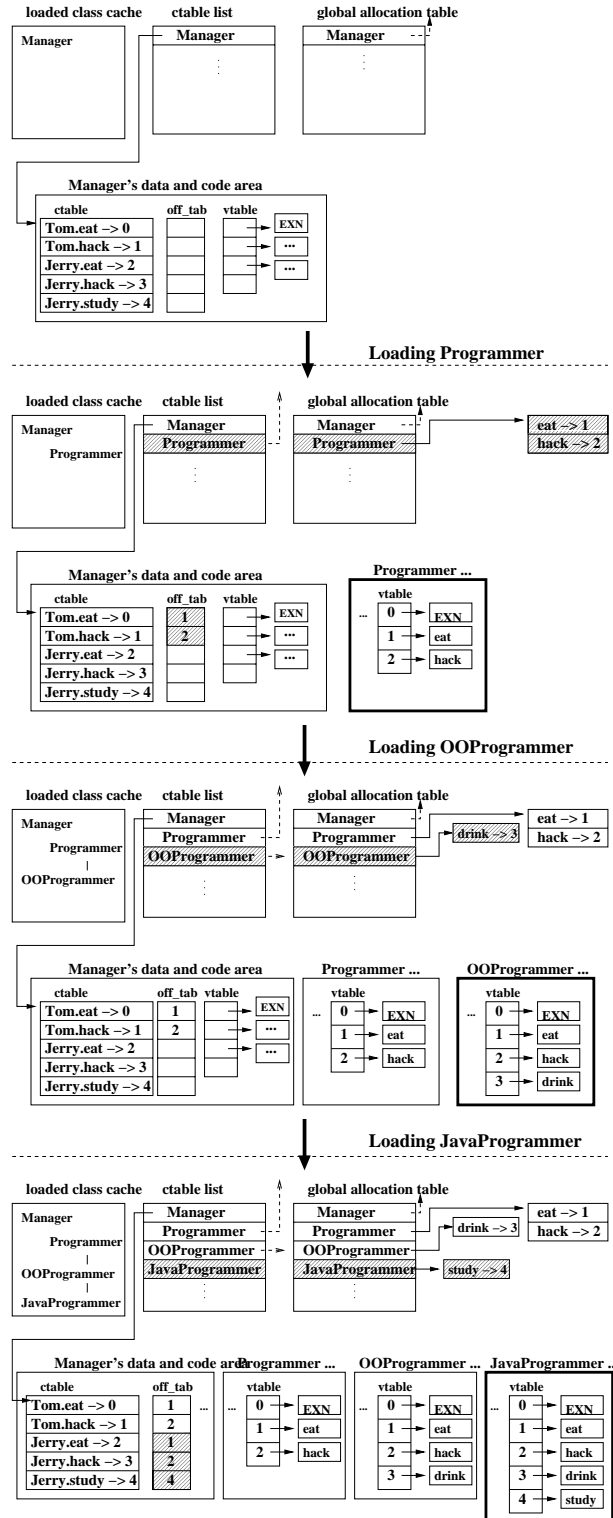 loaded class cache ctable list global allocation table
Manager Manager Manager
Manager's data and code area
ctable off_tab vtable
Tom.eat -> 0 EXN
Tom.hack -> 1 ...
Jerry.eat -> 2 ...
Jerry.hack -> 3
Jerry.study -> 4
Loading Programmer
loaded class cache ctable list global allocation table
Manager Manager Manager
Programmer Programmer Programmer
eat -> 1
hack -> 2
Manager's data and code area Programmer ...
ctable off_tab vtable ... vtable
Tom.eat -> 0 1 EXN 0 EXN
Tom.hack -> 1 2 ... 1 eat
Jerry.eat -> 2 ... 2 hack
Jerry.hack -> 3
Jerry.study -> 4
Loading OOProgrammer
loaded class cache ctable list global allocation table
Manager Manager Manager
Programmer Programmer Programmer
OOProgrammer OOProgrammer OOProgrammer
drink -> 3
eat -> 1
hack -> 2
Manager's data and code area Programmer ... OOProgrammer ...
ctable off_tab vtable ... vtable ... vtable
Tom.eat -> 0 1 EXN 0 EXN 0 EXN
Tom.hack -> 1 2 ... 1 eat 1 eat
Jerry.eat -> 2 ... 2 hack 2 hack
Jerry.hack -> 3 3 drink
Jerry.study -> 4
Loading JavaProgrammer
loaded class cache ctable list global allocation table
Manager Manager Manager
Programmer Programmer Programmer
OOProgrammer OOProgrammer OOProgrammer
JavaProgrammer JavaProgrammer JavaProgrammer
drink -> 3
eat -> 1
hack -> 2
study -> 4
Manager's data and code area Programmer ... OOProgrammer ... JavaProgrammer ...
ctable off_tab vtable vtable vtable
Tom.eat -> 0 1 ... ... 0 EXN ... 0 EXN ... 0 EXN
Tom.hack -> 1 2 1 eat 1 eat 1 eat
Jerry.eat -> 2 1 2 hack 2 hack 2 hack
Jerry.hack -> 3 2 3 drink 3 drink
Jerry.study -> 4 4 4 study